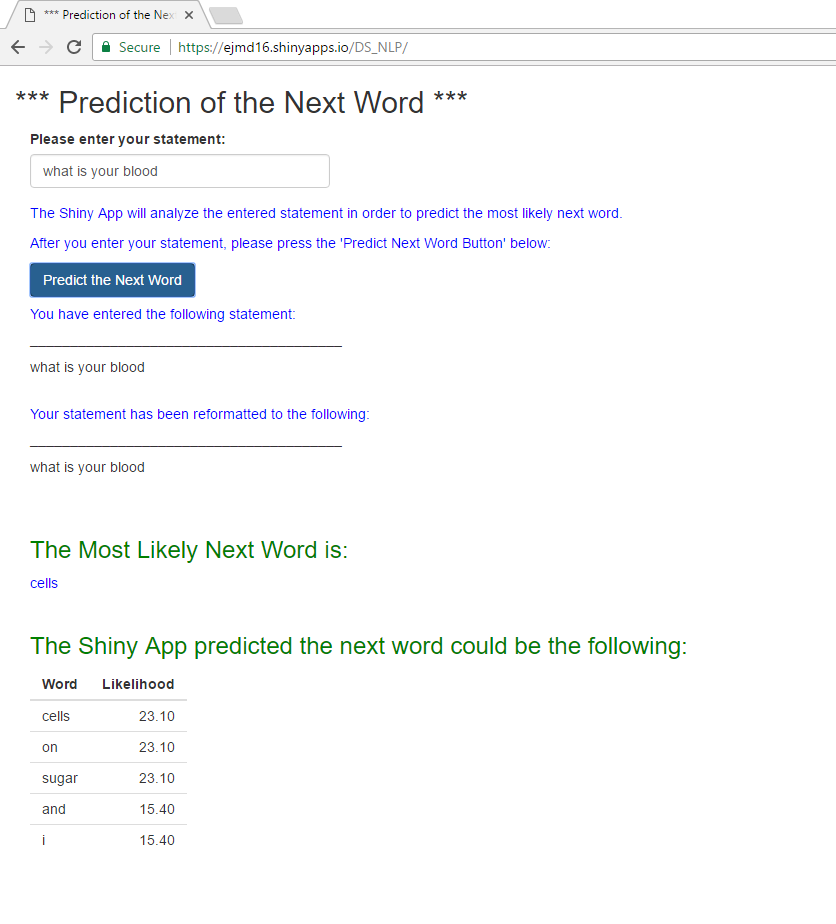 *** Prediction of the Nex
Secure https://ejmd16.shinyapps.io/DS_NLP/
*** Prediction of the Next Word ***
Please enter your statement:
what is your blood
The Shiny App will analyze the entered statement in order to predict the most likely next word.
After you enter your statement, please press the 'Predict Next Word Button' below:
Predict the Next Word
You have entered the following statement:
what is your blood
Your statement has been reformatted to the following:
what is your blood
The Most Likely Next Word is:
cells
The Shiny App predicted the next word could be the following:
Word Likelihood
cells 23.10
on 23.10
sugar 23.10
and 15.40
i 15.40